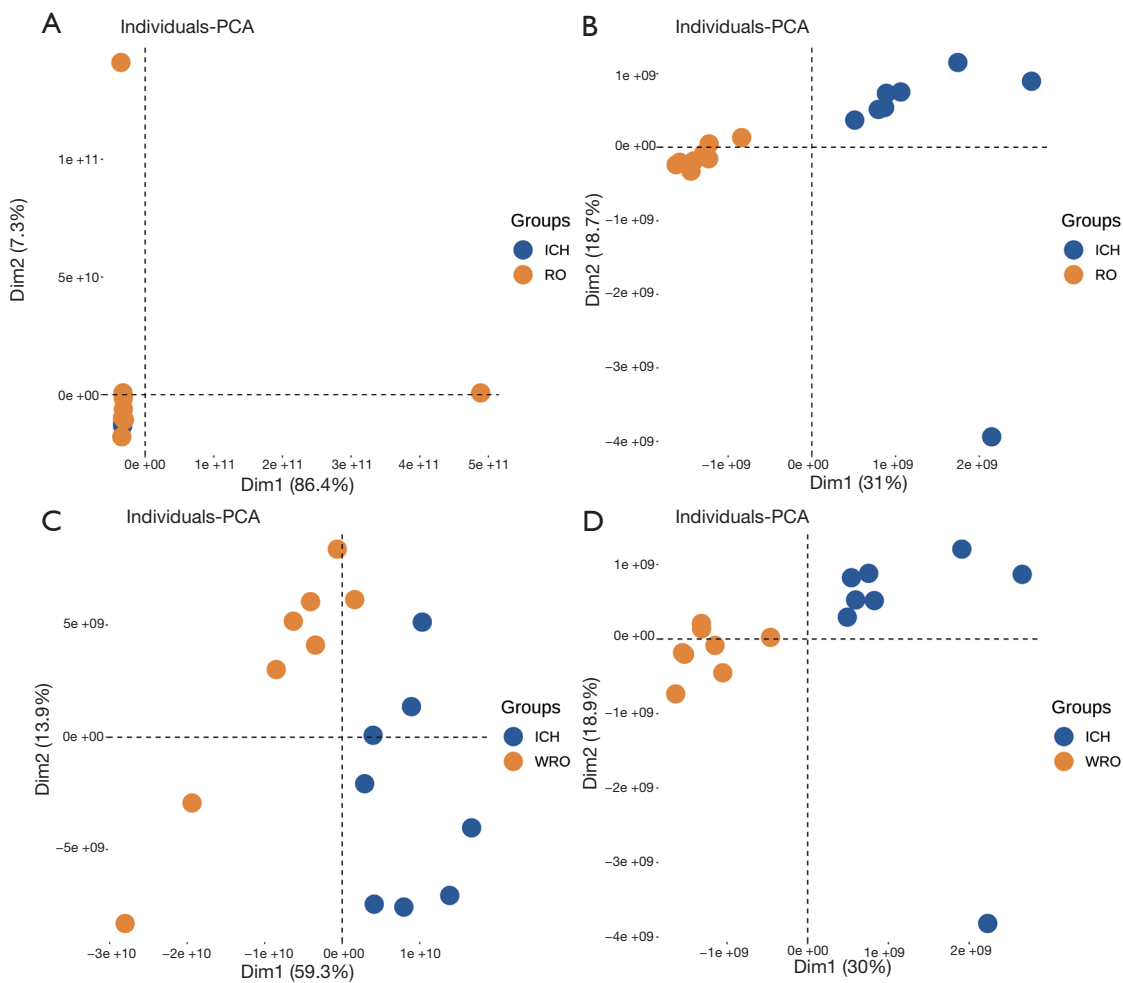 A
Individuals-PCA
1e +11
5e +10
0e +00
Dim2 (7.3%)
0e +00
1e +11
2e +11
3e +11
4e +11
5e +11
Dim1 (86.4%)
Groups
ICH
RO
B
Individuals-PCA
1e +09
0e +00
−1e +09
−2e +09
−3e +09
−4e +09
Dim2 (18.7%)
−1e +09
0e +00
1e +09
2e +09
Dim1 (31%)
Groups
ICH
RO
C
Individuals-PCA
5e +09
0e +00
−5e +09
Dim2 (13.9%)
−3e +10
−2e +10
−1e +10
0e +00
1e +10
Dim1 (59.3%)
Groups
ICH
WRO
D
Individuals-PCA
1e +09
0e +00
−1e +09
−2e +09
−3e +09
−4e +09
Dim2 (18.9%)
−1e +09
0e +00
1e +09
2e +09
Dim1 (30%)
Groups
ICH
WRO